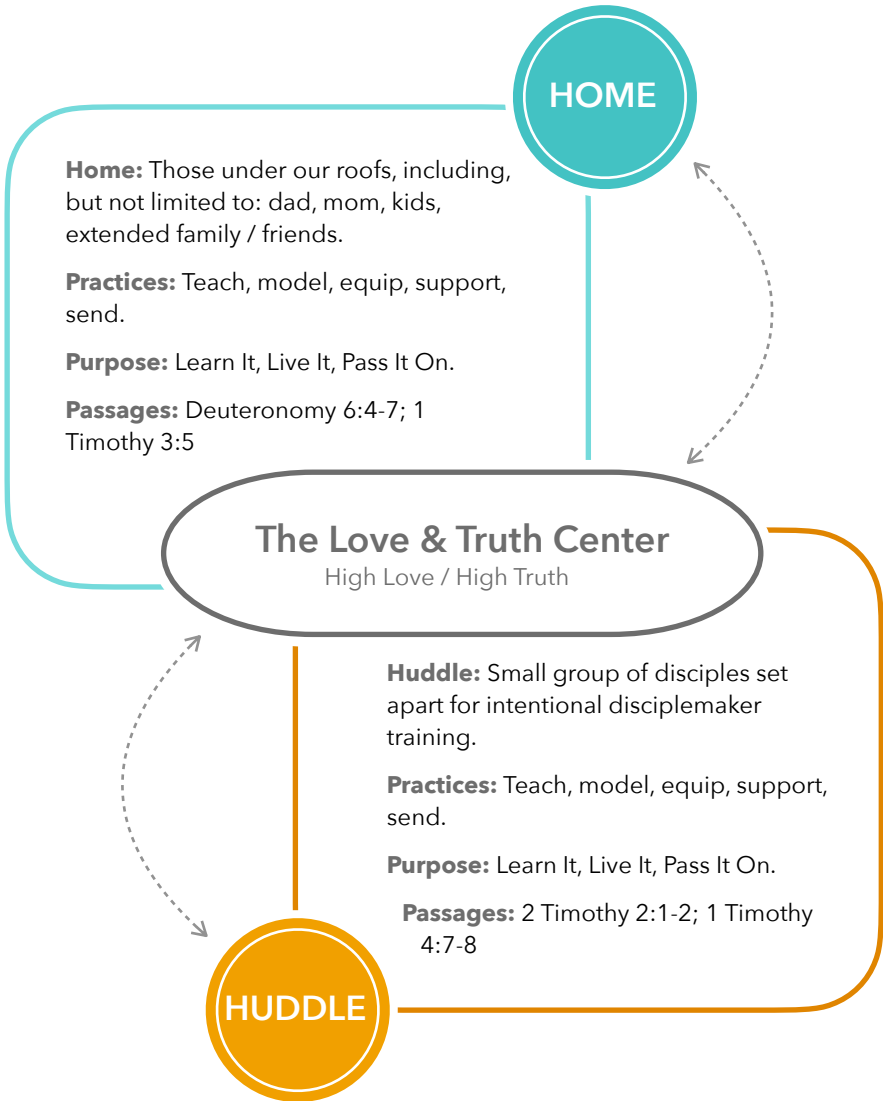 HOME
Home: Those under our roofs, including,
but not limited to: dad, mom, kids,
extended family / friends.
Practices: Teach, model, equip, support,
send.
Purpose: Learn It, Live It, Pass It On.
Passages: Deuteronomy 6:4-7; 1
Timothy 3:5
The Love & Truth Center
High Love / High Truth
Huddle: Small group of disciples set
apart for intentional disciplemaker
training.
Practices: Teach, model, equip, support,
send.
Purpose: Learn It, Live It, Pass It On.
Passages: 2 Timothy 2:1-2; 1 Timothy
4:7-8
HUDDLE